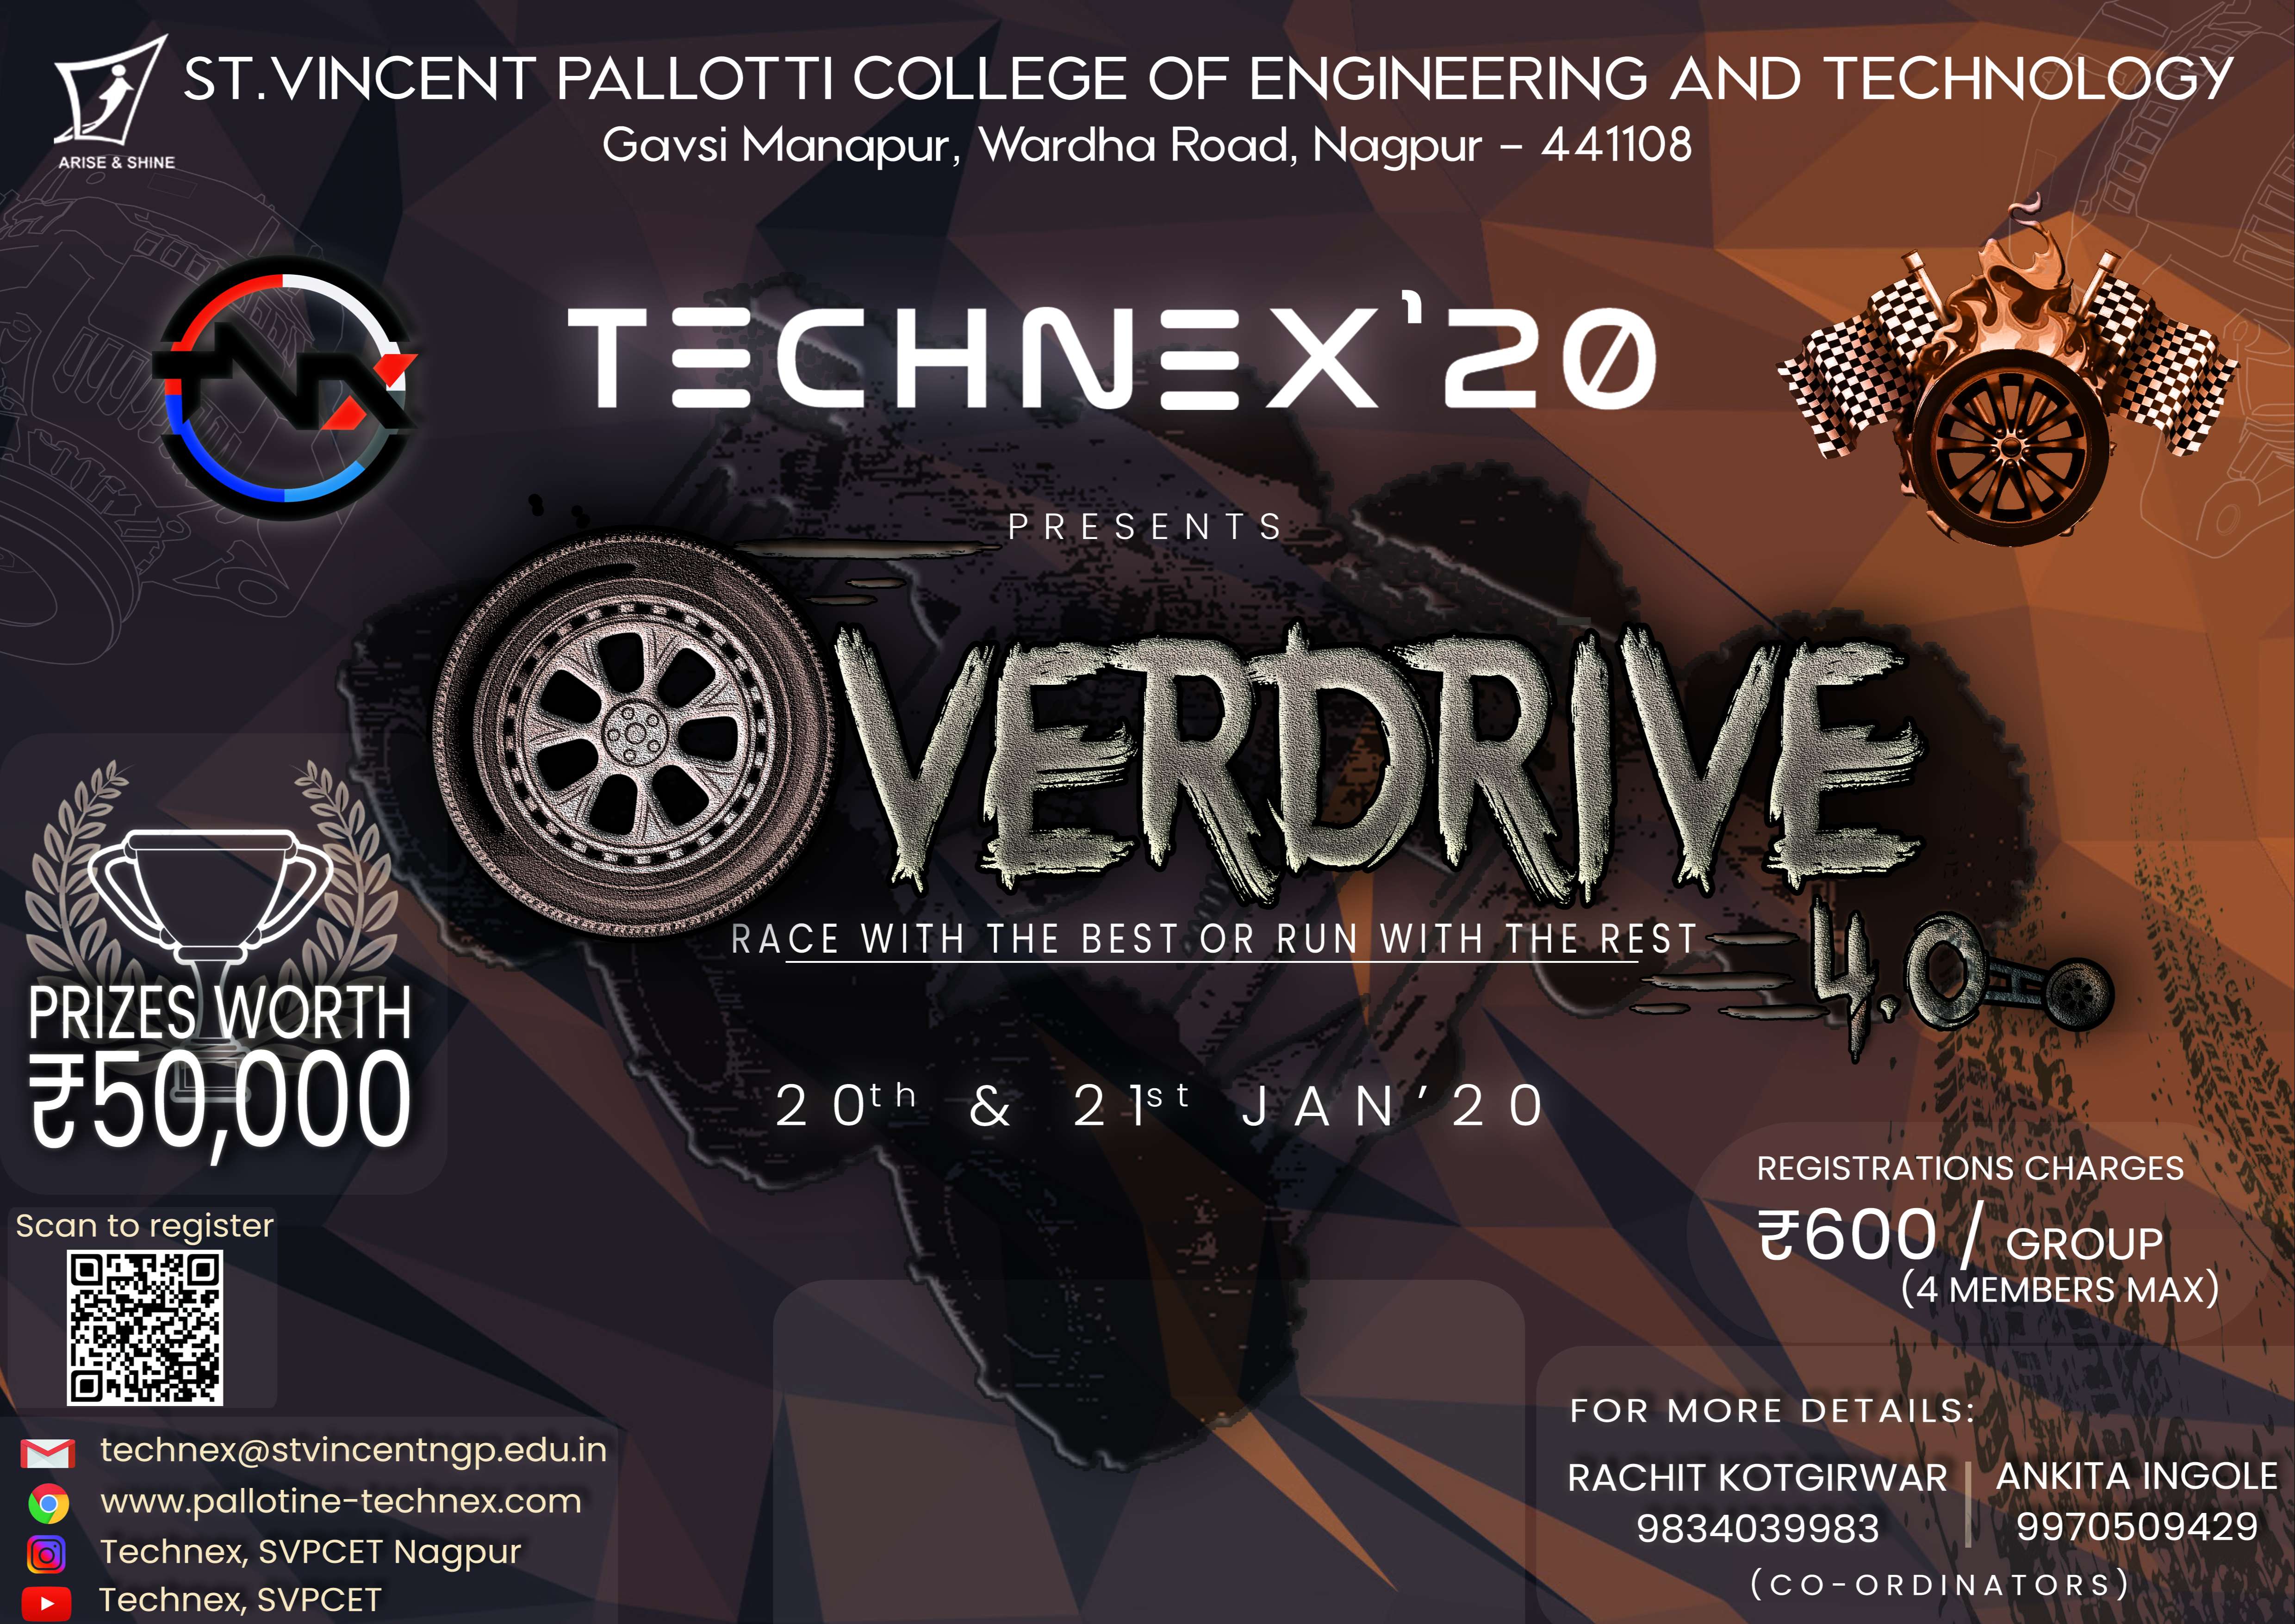 ST.VINCENT PALLOTTI COLLEGE OF ENGINEERING AND TECHNOLOGY
Gavsi Manapur, Wardha Road, Nagpur - 441108
ARISE & SHINE
TNX
TECHNEX'20
PRESENTS
OVERDRIVE
4.0
RACE WITH THE BEST OR RUN WITH THE REST
PRIZES WORTH
₹50,000
20th & 21st JAN'20
REGISTRATIONS CHARGES
₹600 / GROUP
(4 MEMBERS MAX)
Scan to register
technex@stvincentngp.edu.in
www.pallotine-technex.com
Technex, SVPCET Nagpur
Technex, SVPCET
FOR MORE DETAILS:
RACHIT KOTGIRWAR | ANKITA INGOLE
9834039983 | 9970509429
(CO-ORDINATORS)